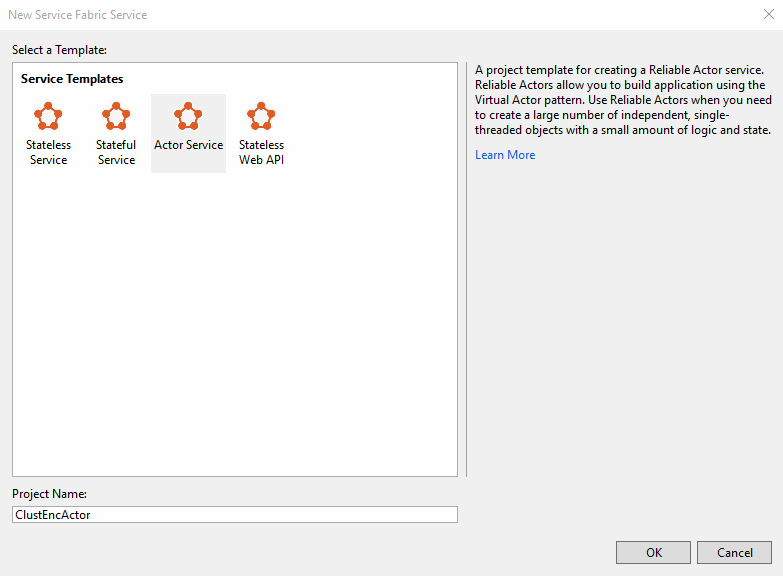 New Service Fabric Service
Select a Template:
Service Templates
Stateless
Service
Stateful
Service
Actor Service
Stateless
Web API
A project template for creating a Reliable Actor service.
Reliable Actors allow you to build application using the
Virtual Actor pattern. Use Reliable Actors when you need
to create a large number of independent, single-
threaded objects with a small amount of logic and state.
Learn More
Project Name:
ClustEncActor
OK
Cancel